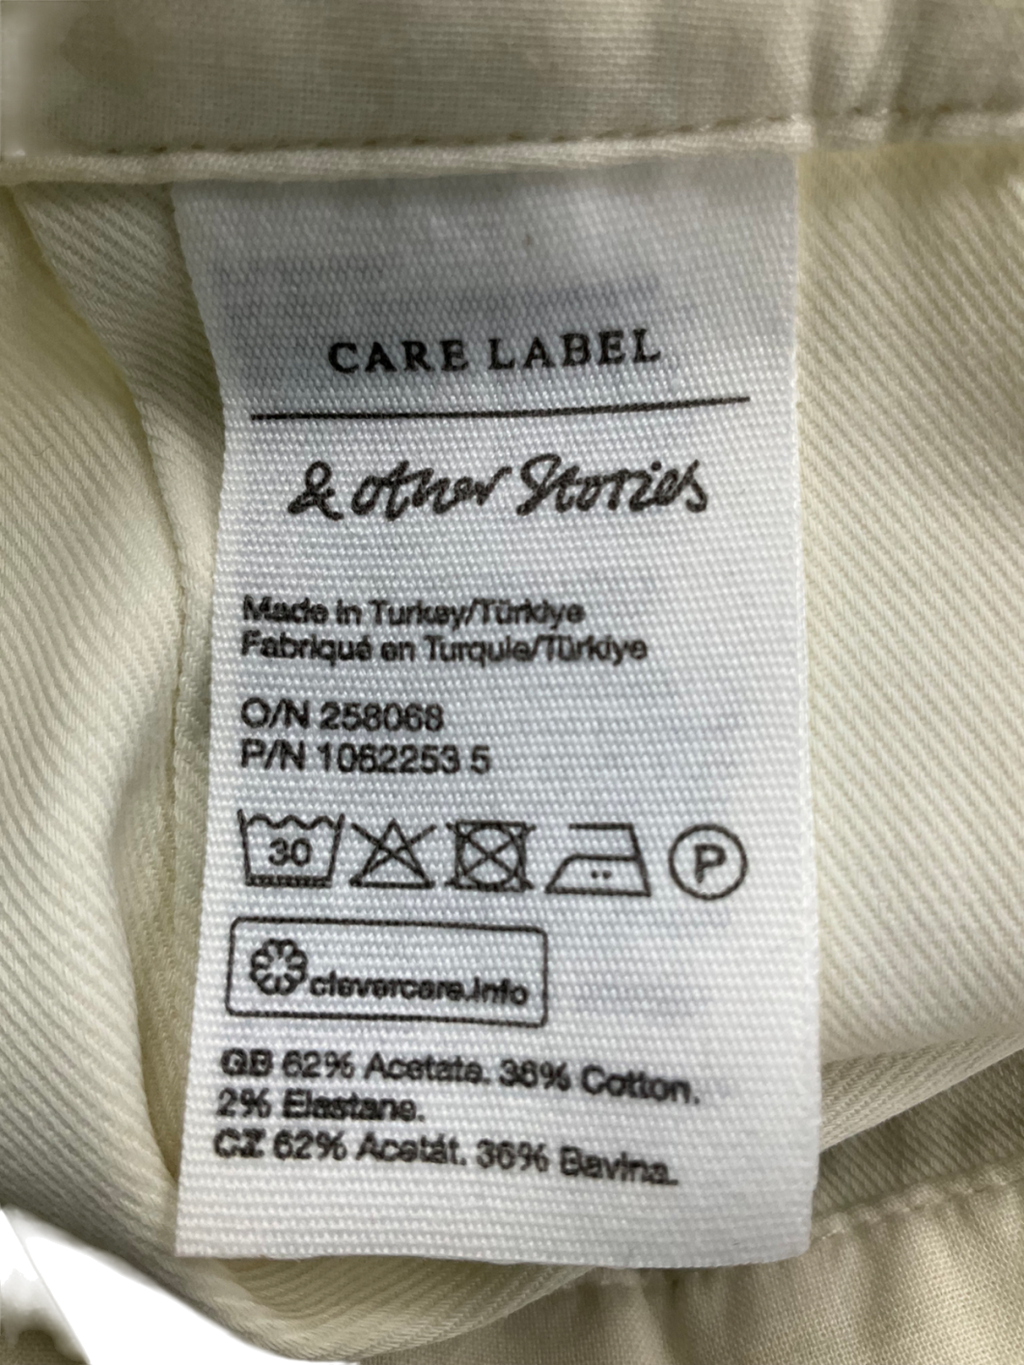 CARE LABEL
& other Stories
Made in Turkey/Türkiye
Fabriqué en Turquie/Türkiye
O/N 258068
P/N 1062253 5
30
P
clevercare.info
GB 62% Acetate. 36% Cotton.
2% Elastane.
CZ 62% Acetát. 36% Bavlna.